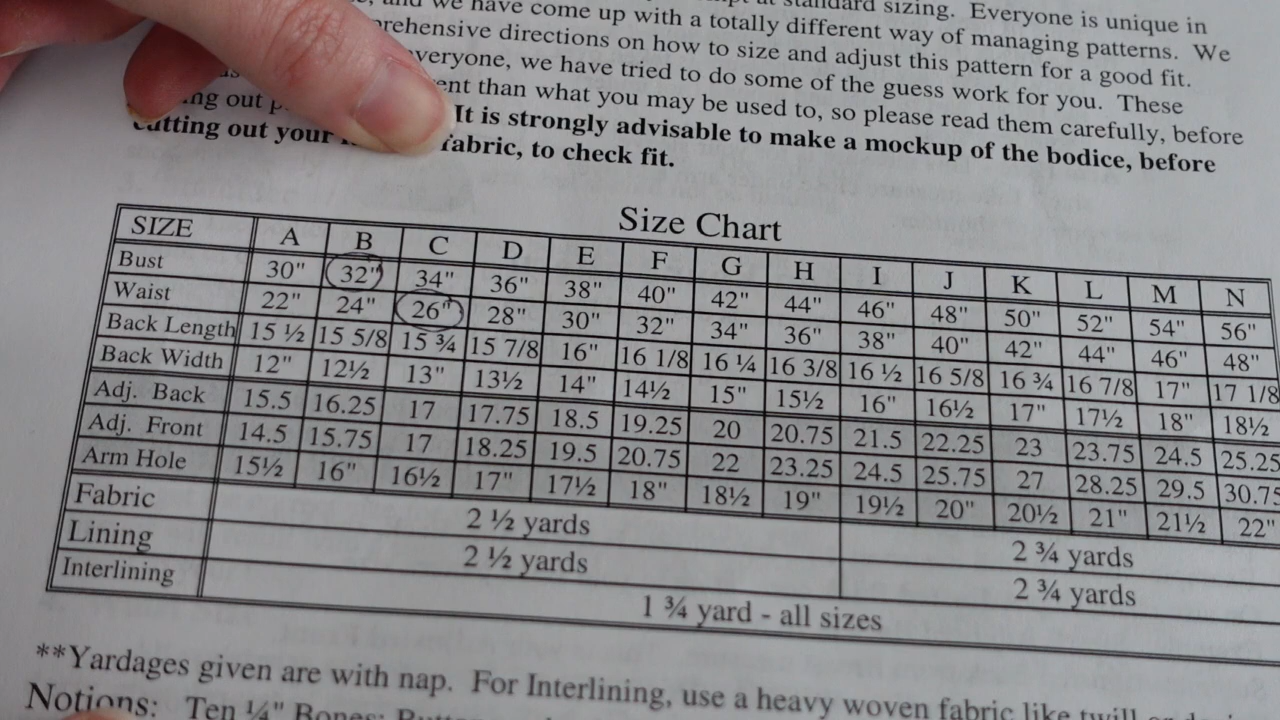 and we have come up with a totally different way of managing patterns. We
standard sizing. Everyone is unique in
directions on how to size and adjust this pattern for a good fit.
everyone, we have tried to do some of the guess work for you. These
than what you may be used to, so please read them carefully, before
out It is strongly advisable to make a mockup of the bodice, before
cutting out your fabric, to check fit.
Size Chart
SIZE A B C D E F G H I J K L M N
Bust 30" 32" 34" 36" 38" 40" 42" 44" 46" 48" 50" 52" 54" 56"
Waist 22" 24" 26" 28" 30" 32" 34" 36" 38" 40" 42" 44" 46" 48"
Back Length 15 ½ 15 5/8 15 ¾ 15 7/8 16" 16 1/8 16 ¼ 16 3/8 16 ½ 16 5/8 16 ¾ 16 7/8 17" 17 1/8
Back Width 12" 12½ 13" 13½ 14" 14½ 15" 15½ 16" 16½ 17" 17½ 18" 18½
Adj. Back 15.5 16.25 17 17.75 18.5 19.25 20 20.75 21.5 22.25 23 23.75 24.5 25.25
Adj. Front 14.5 15.75 17 18.25 19.5 20.75 22 23.25 24.5 25.75 27 28.25 29.5 30.75
Arm Hole 15½ 16" 16½ 17" 17½ 18" 18½ 19" 19½ 20" 20½ 21" 21½ 22"
Fabric 2 ½ yards 2 ¾ yards
Lining 2 ½ yards 2 ¾ yards
Interlining 1 ¾ yard - all sizes
**Yardages given are with nap. For Interlining, use a heavy woven fabric like twill or
Notions: Ten ¼" Bones;